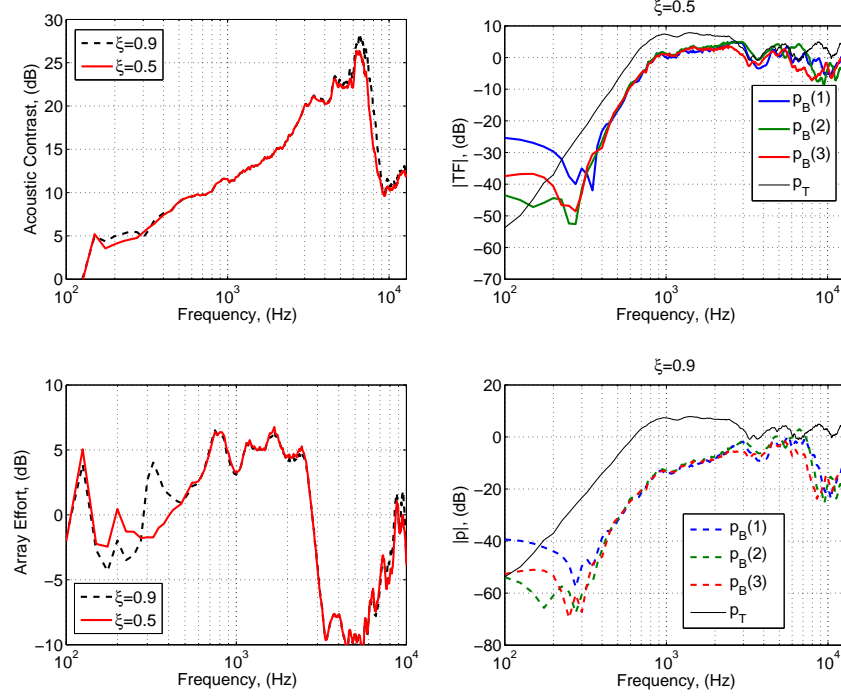 30
25
20
15
10
5
0
10² 10³ 10⁴
Acoustic Contrast, (dB)
Frequency, (Hz)
ξ=0.9
ξ=0.5
ξ=0.5
10
0
−10
−20
−30
−40
−50
−60
−70
10² 10³ 10⁴
|TF|, (dB)
Frequency, (Hz)
p_B(1)
p_B(2)
p_B(3)
p_T
10
5
0
−5
−10
10² 10³ 10⁴
Array Effort, (dB)
Frequency, (Hz)
ξ=0.9
ξ=0.5
ξ=0.9
20
0
−20
−40
−60
−80
10² 10³ 10⁴
|p|, (dB)
Frequency, (Hz)
p_B(1)
p_B(2)
p_B(3)
p_T